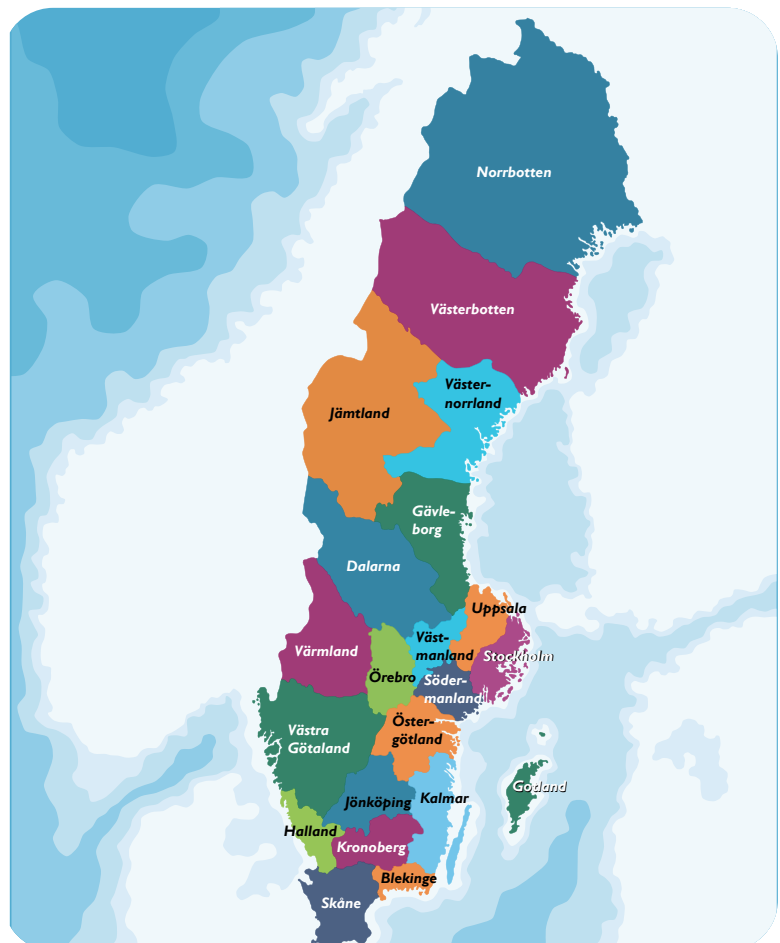 Norrbotten
Västerbotten
Väster-
norrland
Jämtland
Gävle-
borg
Dalarna
Uppsala
Väst-
manland
Värmland
Stockholm
Örebro
Söder-
manland
Öster-
götland
Västra
Götaland
Gotland
Kalmar
Jönköping
Halland
Kronoberg
Blekinge
Skåne